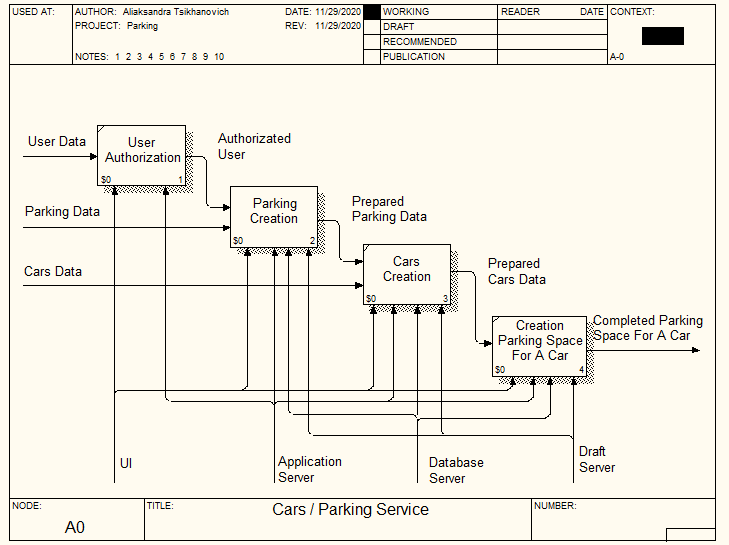 USED AT:
AUTHOR: Aliaksandra Tsikhanovich
DATE: 11/29/2020
PROJECT: Parking
REV: 11/29/2020
NOTES: 1 2 3 4 5 6 7 8 9 10
WORKING
DRAFT
RECOMMENDED
PUBLICATION
READER
DATE
CONTEXT:
A-0
User Data
User
Authorization
$0
1
Authorizated
User
Parking Data
Parking
Creation
$0
2
Prepared
Parking Data
Cars Data
Cars
Creation
$0
3
Prepared
Cars Data
Creation
Parking Space
For A Car
$0
4
Completed Parking
Space For A Car
UI
Application
Server
Database
Server
Draft
Server
NODE:
A0
TITLE:
Cars / Parking Service
NUMBER: